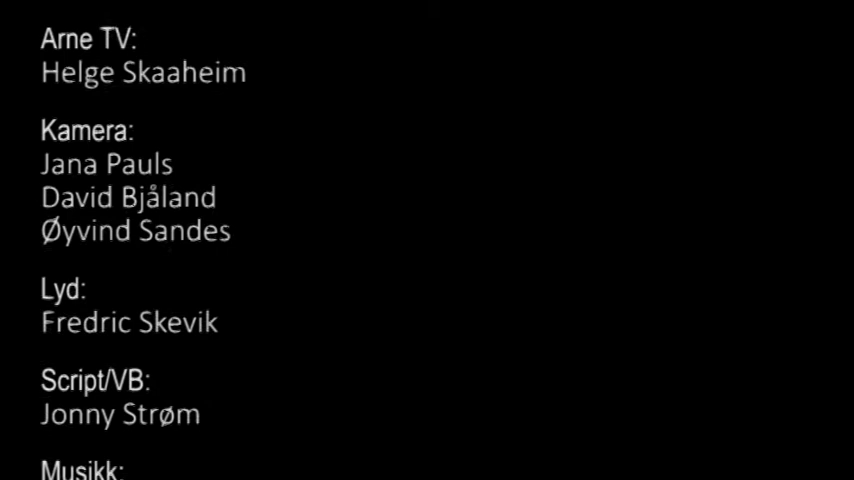 Arne TV:
Helge Skaaheim
Kamera:
Jana Pauls
David Bjåland
Øyvind Sandes
Lyd:
Fredric Skevik
Script/VB:
Jonny Strøm
Musikk: